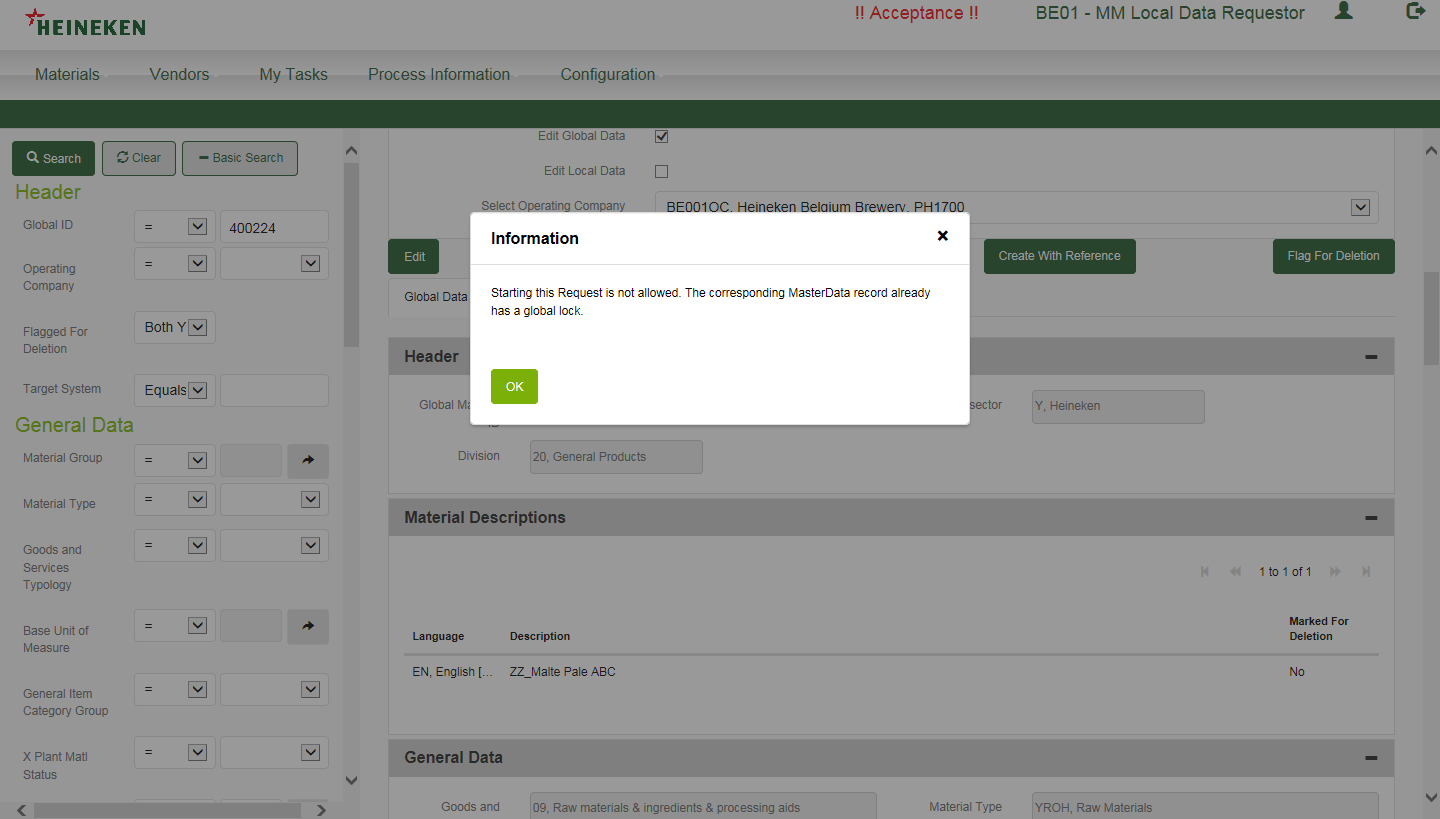 HEINEKEN
!! Acceptance !!
BE01 - MM Local Data Requestor
Materials
Vendors
My Tasks
Process Information
Configuration
Search
Clear
Basic Search
Header
Global ID
=
400224
Operating
Company
=
Flagged For
Deletion
Both Y
Target System
Equals
General Data
Material Group
=
Material Type
=
Goods and
Services
Typology
=
Base Unit of
Measure
=
General Item
Category Group
=
X Plant Matl
Status
=
Edit Global Data
Edit Local Data
Select Operating Company
BE001OC, Heineken Belgium Brewery, PH1700
Edit
Create With Reference
Flag For Deletion
Global Data
Information
Starting this Request is not allowed. The corresponding MasterData record already
has a global lock.
OK
Header
Global Ma
sector
Y, Heineken
Division
20, General Products
Material Descriptions
1 to 1 of 1
Language
Description
Marked For
Deletion
EN, English [...
ZZ_Malte Pale ABC
No
General Data
Goods and
09, Raw materials & ingredients & processing aids
Material Type
YROH, Raw Materials